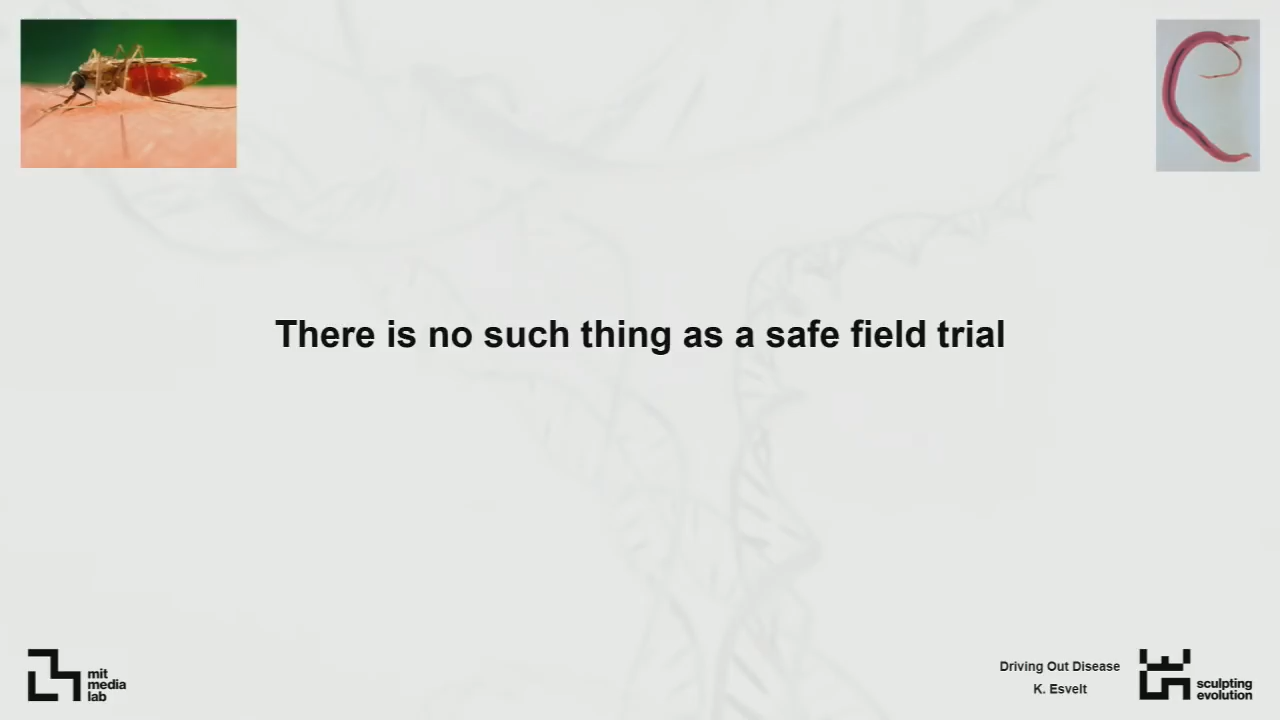 There is no such thing as a safe field trial
mit
media
lab
Driving Out Disease
K. Esvelt
sculpting
evolution